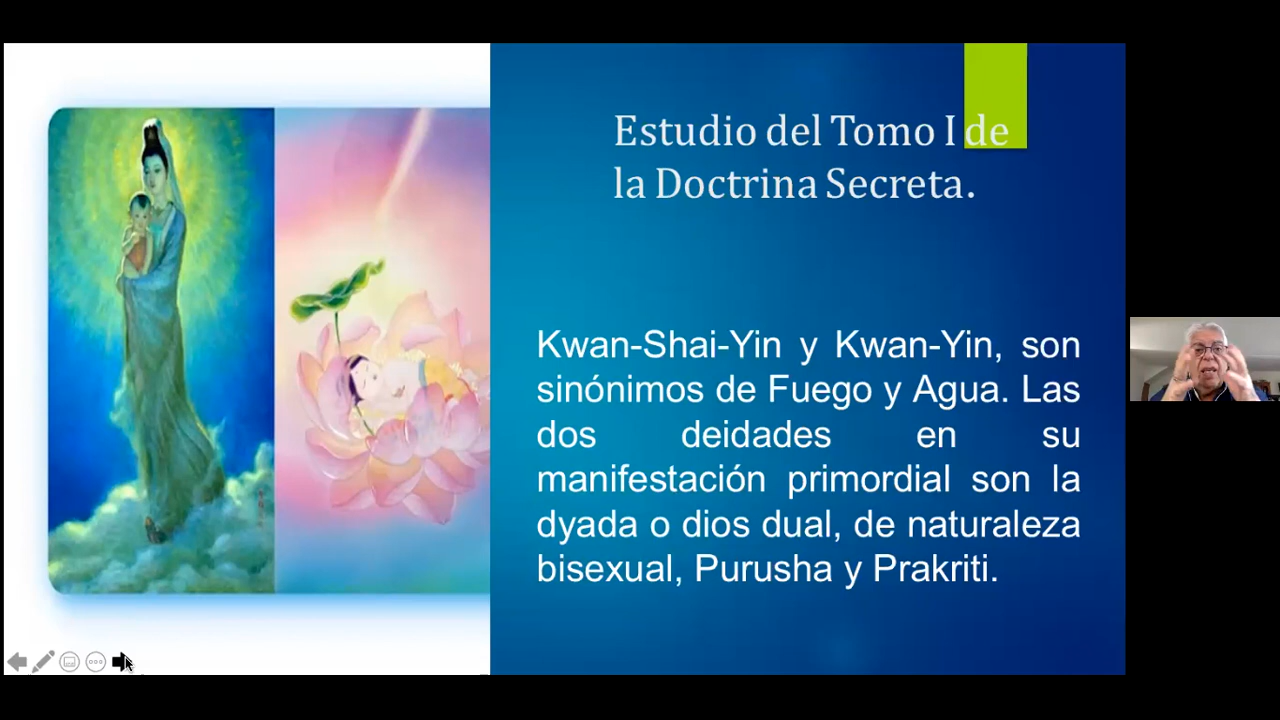 Estudio del Tomo I de
la Doctrina Secreta.
Kwan-Shai-Yin y Kwan-Yin, son
sinónimos de Fuego y Agua. Las
dos deidades en su
manifestación primordial son la
dyada o dios dual, de naturaleza
bisexual, Purusha y Prakriti.